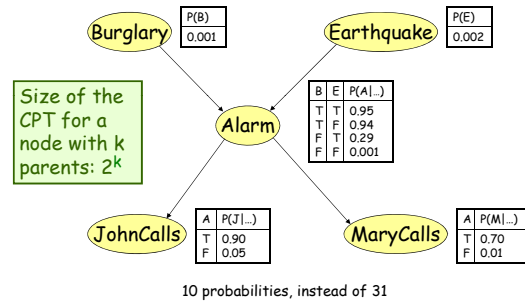 Burglary
P(B)
0.001
Earthquake
P(E)
0.002
Size of the
CPT for a
node with k
parents: 2^k
Alarm
B E P(A|...)
T T 0.95
T F 0.94
F T 0.29
F F 0.001
JohnCalls
A P(J|...)
T 0.90
F 0.05
MaryCalls
A P(M|...)
T 0.70
F 0.01
10 probabilities, instead of 31